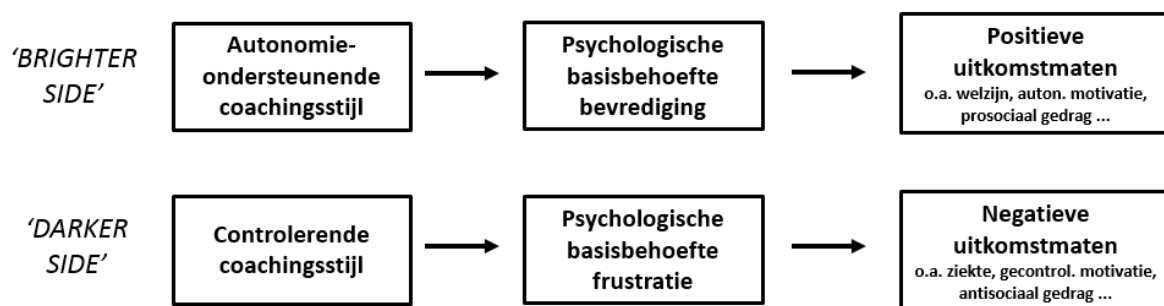 'BRIGHTER
SIDE'
Autonomie-
ondersteunende
coachingsstijl
Psychologische
basisbehoefte
bevrediging
Positieve
uitkomstmaten
o.a. welzijn, auton. motivatie,
prosociaal gedrag ...
'DARKER
SIDE'
Controlerende
coachingsstijl
Psychologische
basisbehoefte
frustratie
Negatieve
uitkomstmaten
o.a. ziekte, gecontrol. motivatie,
antisociaal gedrag ...